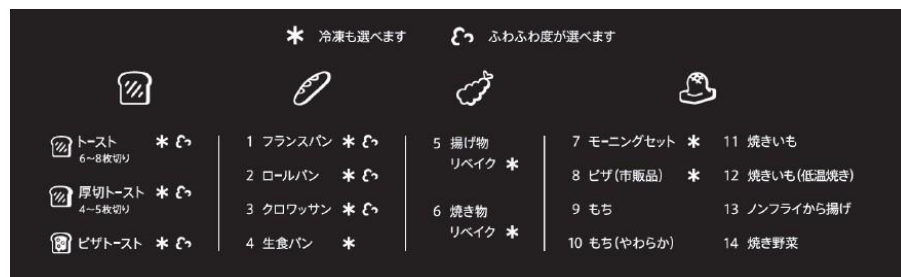 * 冷凍も選べます ふわふわ度が選べます
トースト *
6～8枚切り
厚切トースト *
4～5枚切り
ピザトースト *
1 フランスパン *
2 ロールパン *
3 クロワッサン *
4 生食パン *
5 揚げ物
リベイク *
6 焼き物
リベイク *
7 モーニングセット *
8 ピザ(市販品) *
9 もち
10 もち(やわらか)
11 焼きいも
12 焼きいも(低温焼き)
13 ノンフライから揚げ
14 焼き野菜